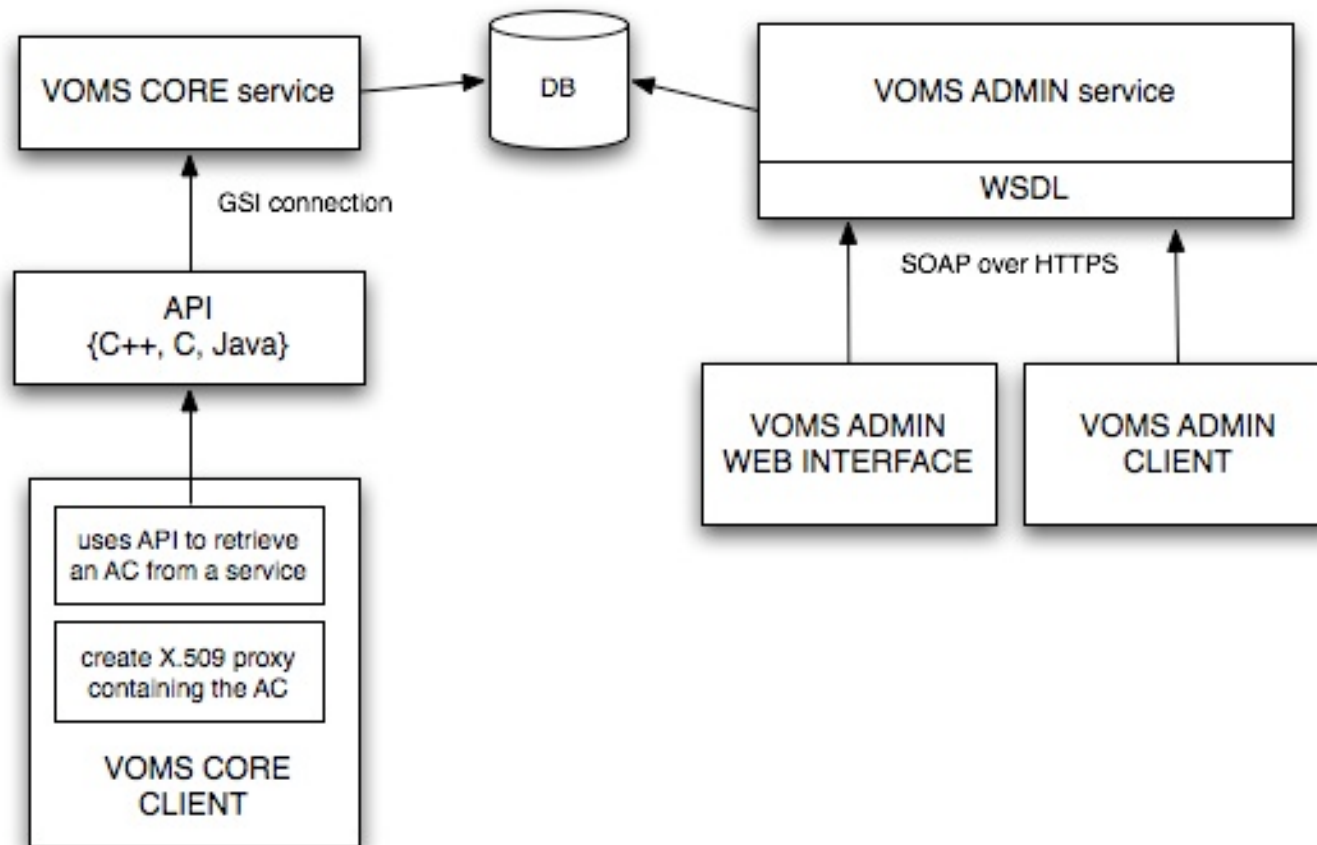 VOMS CORE service
DB
VOMS ADMIN service
WSDL
GSI connection
SOAP over HTTPS
API
{C++, C, Java}
VOMS ADMIN
WEB INTERFACE
VOMS ADMIN
CLIENT
uses API to retrieve
an AC from a service
create X.509 proxy
containing the AC
VOMS CORE
CLIENT